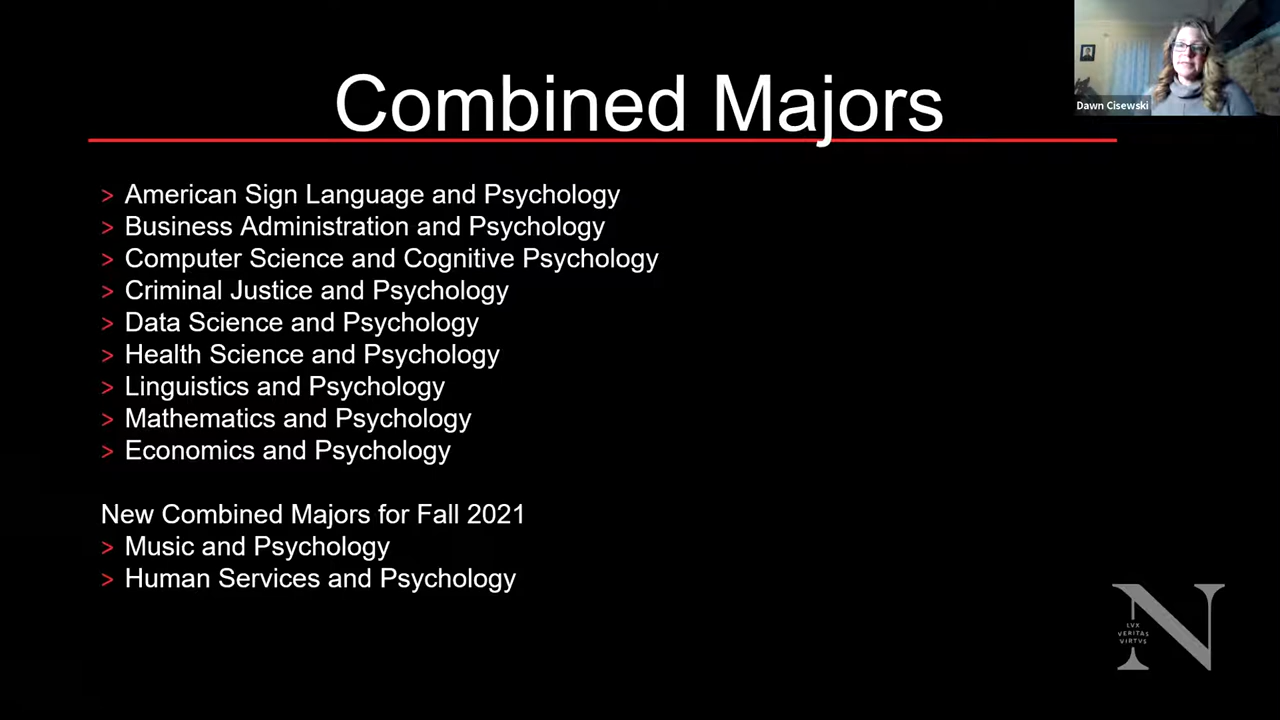 Combined Majors
Dawn Cisewski
> American Sign Language and Psychology
> Business Administration and Psychology
> Computer Science and Cognitive Psychology
> Criminal Justice and Psychology
> Data Science and Psychology
> Health Science and Psychology
> Linguistics and Psychology
> Mathematics and Psychology
> Economics and Psychology
New Combined Majors for Fall 2021
> Music and Psychology
> Human Services and Psychology
N
LVX
VERITAS
VIRTVS